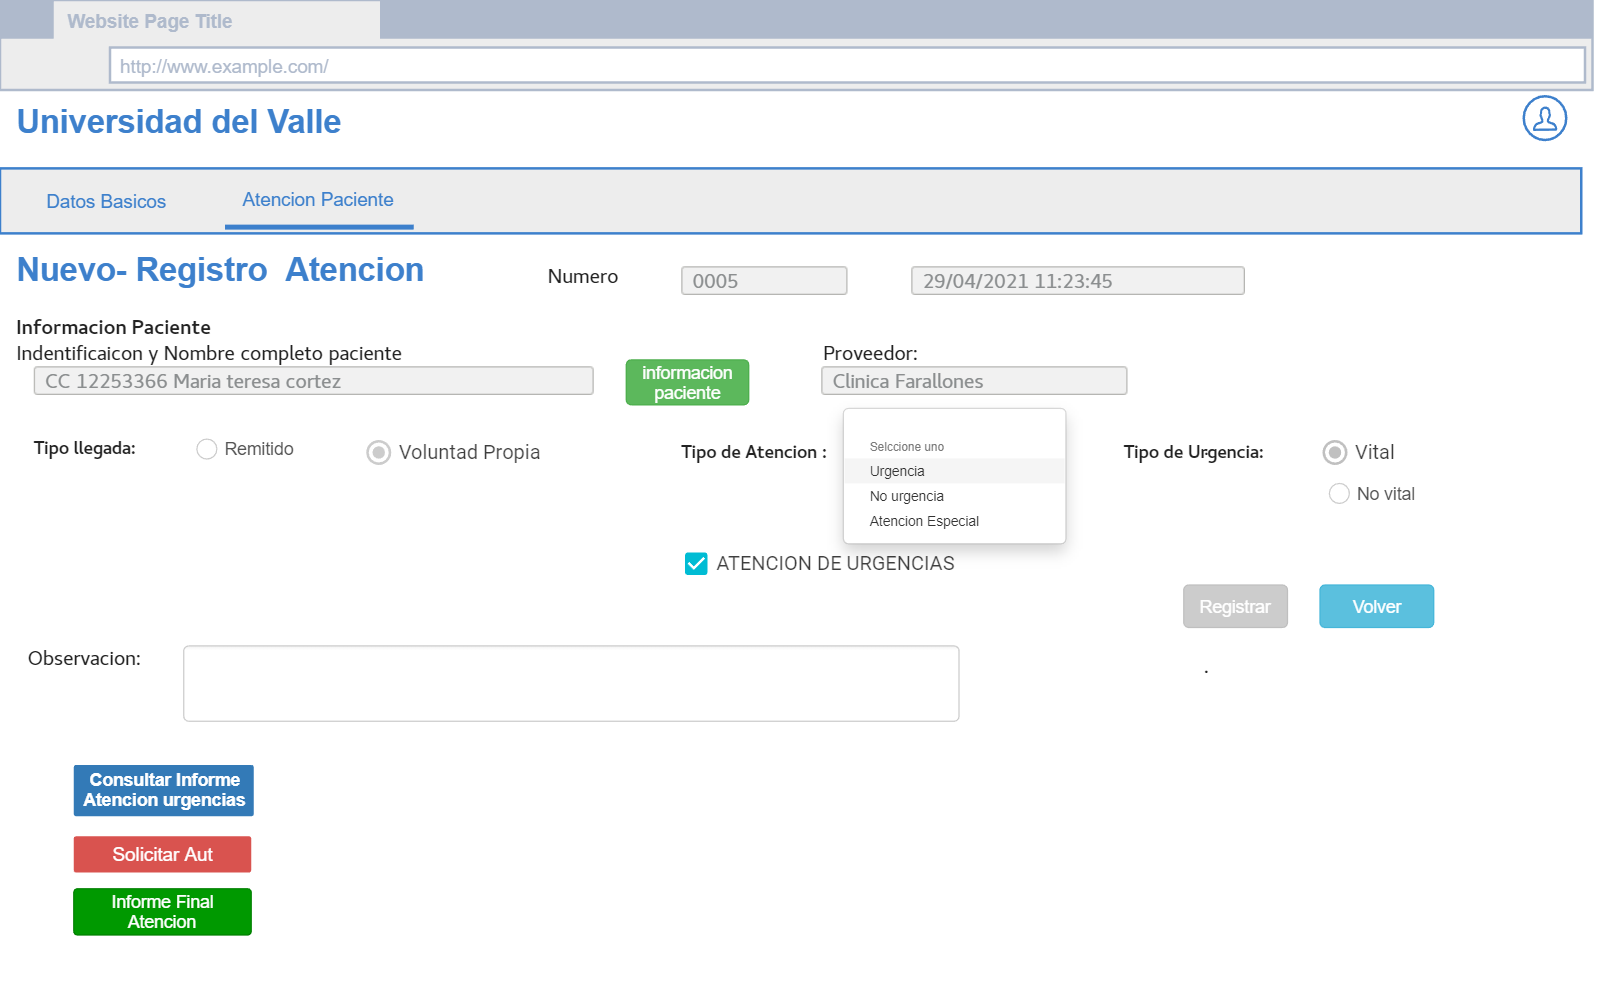 Website Page Title
http://www.example.com/
Universidad del Valle
Datos Basicos
Atencion Paciente
Nuevo- Registro Atencion
Numero
0005
29/04/2021 11:23:45
Informacion Paciente
Indentificaicon y Nombre completo paciente
Proveedor:
CC 12253366 Maria teresa cortez
informacion
paciente
Clinica Farallones
Tipo llegada:
Remitido
Voluntad Propia
Tipo de Atencion :
Selccione uno
Urgencia
No urgencia
Atencion Especial
Tipo de Urgencia:
Vital
No vital
ATENCION DE URGENCIAS
Registrar
Volver
Observacion:
.
Consultar Informe
Atencion urgencias
Solicitar Aut
Informe Final
Atencion